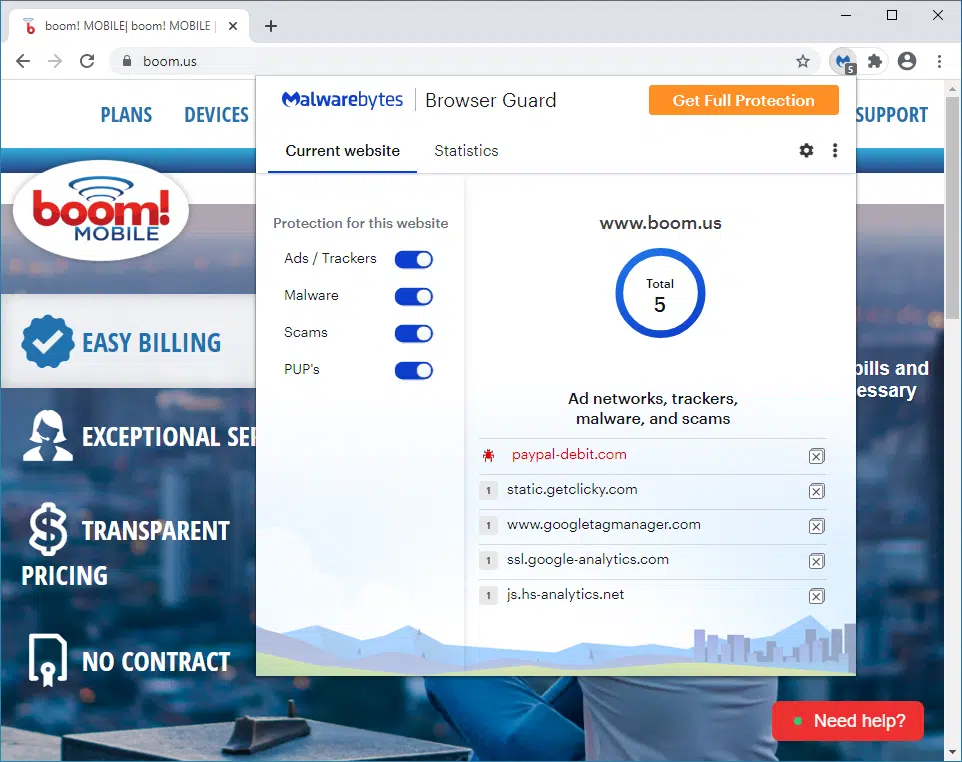 boom! MOBILE| boom! MOBILE |
boom.us
5
PLANS
DEVICES
SUPPORT
boom!
MOBILE
EASY BILLING
EXCEPTIONAL SE
TRANSPARENT
PRICING
NO CONTRACT
Malwarebytes
Browser Guard
Get Full Protection
Current website
Statistics
Protection for this website
Ads / Trackers
Malware
Scams
PUP's
www.boom.us
Total
5
Ad networks, trackers,
malware, and scams
paypal-debit.com
1 static.getclicky.com
1 www.googletagmanager.com
1 ssl.google-analytics.com
1 js.hs-analytics.net
bills and
essary
Need help?